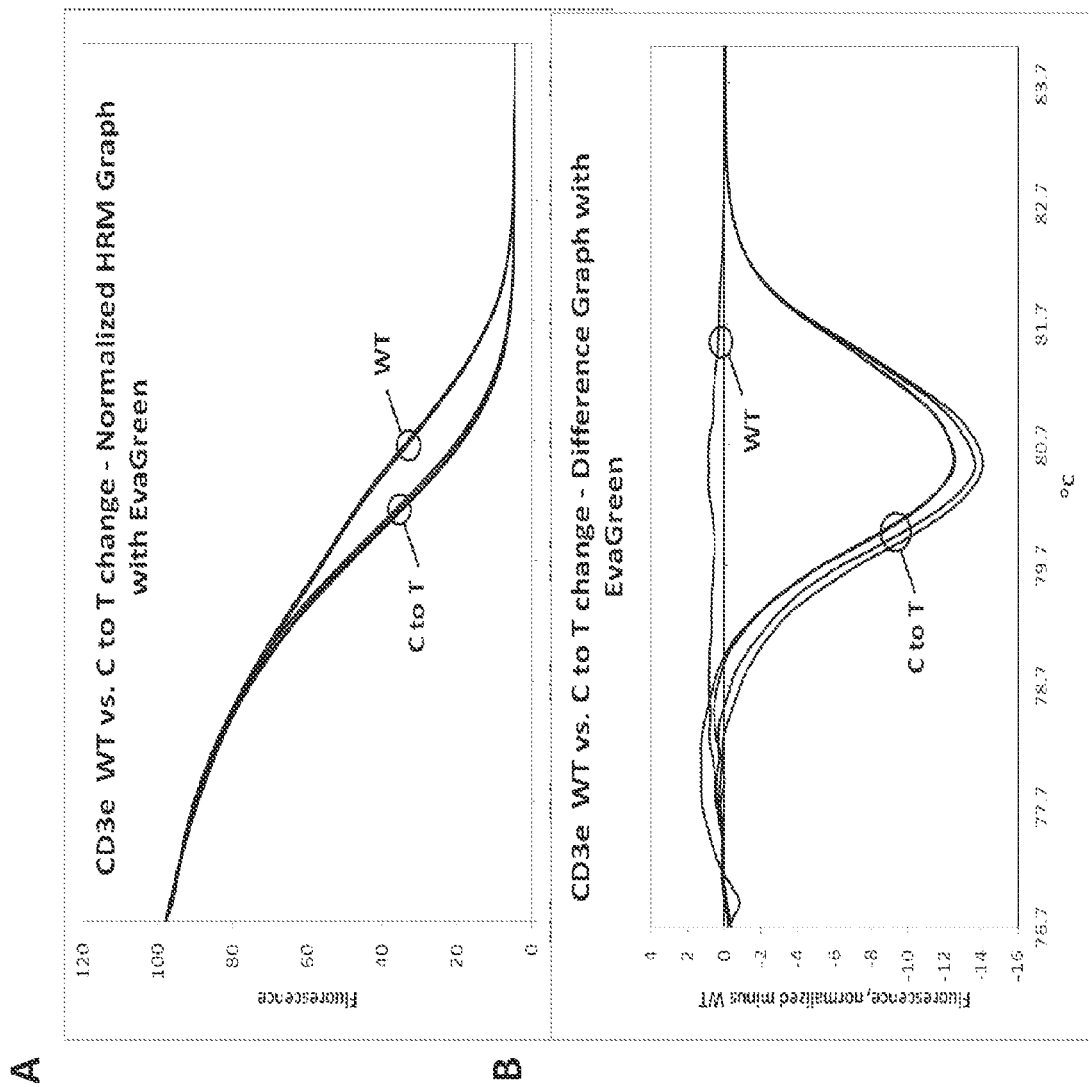 A
CD3e WT vs. C to T change - Normalized HRM Graph
with EvaGreen
120
100
80
60
40
20
0
Fluorescence
WT
C to T
B
CD3e WT vs. C to T change - Difference Graph with
EvaGreen
4
2
0
-2
-4
-6
-8
-10
-12
-14
-16
Fluorescence, normalized minus WT
WT
C to T
76.7
77.7
78.7
79.7
80.7
81.7
82.7
83.7
°C